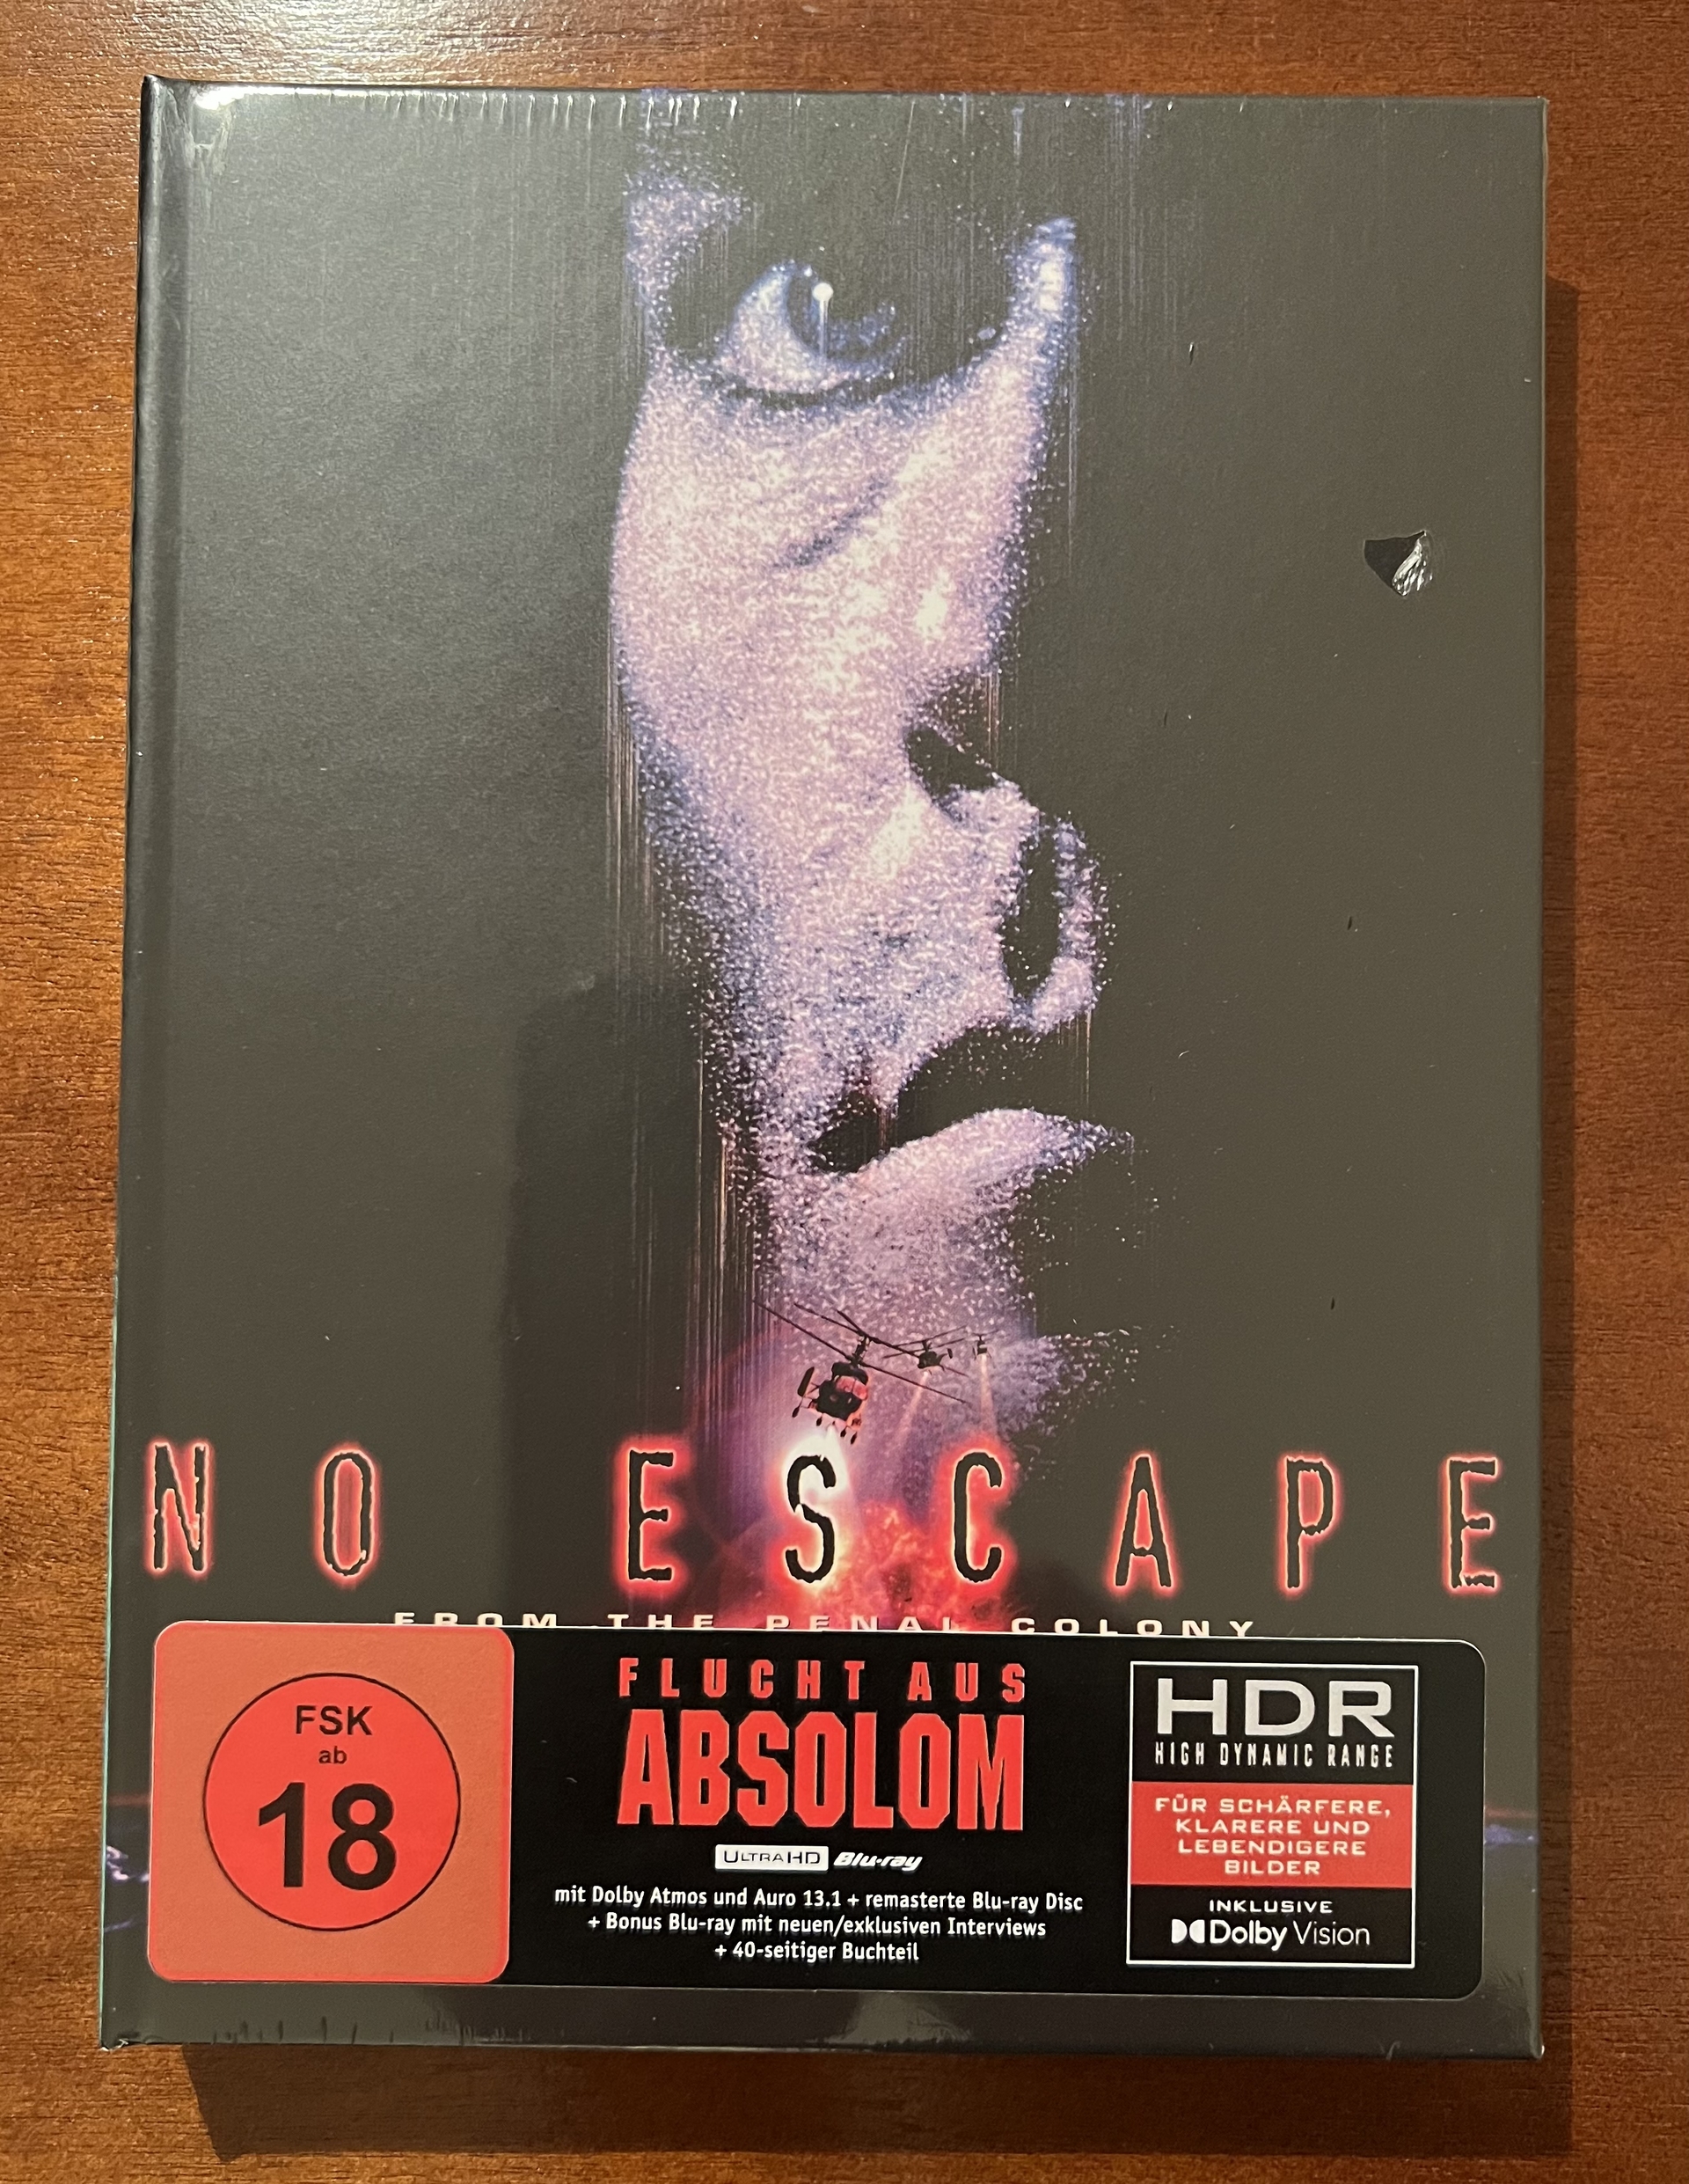 NO ESCAPE
FROM THE PENAL COLONY
FSK
ab
18
FLUCHT AUS
ABSOLOM
ULTRA HD Blu-ray
mit Dolby Atmos und Auro 13.1 + remasterte Blu-ray Disc
+ Bonus Blu-ray mit neuen/exklusiven Interviews
+ 40-seitiger Buchteil
HDR
HIGH DYNAMIC RANGE
FÜR SCHÄRFERE,
KLARERE UND
LEBENDIGERE
BILDER
INKLUSIVE
Dolby Vision